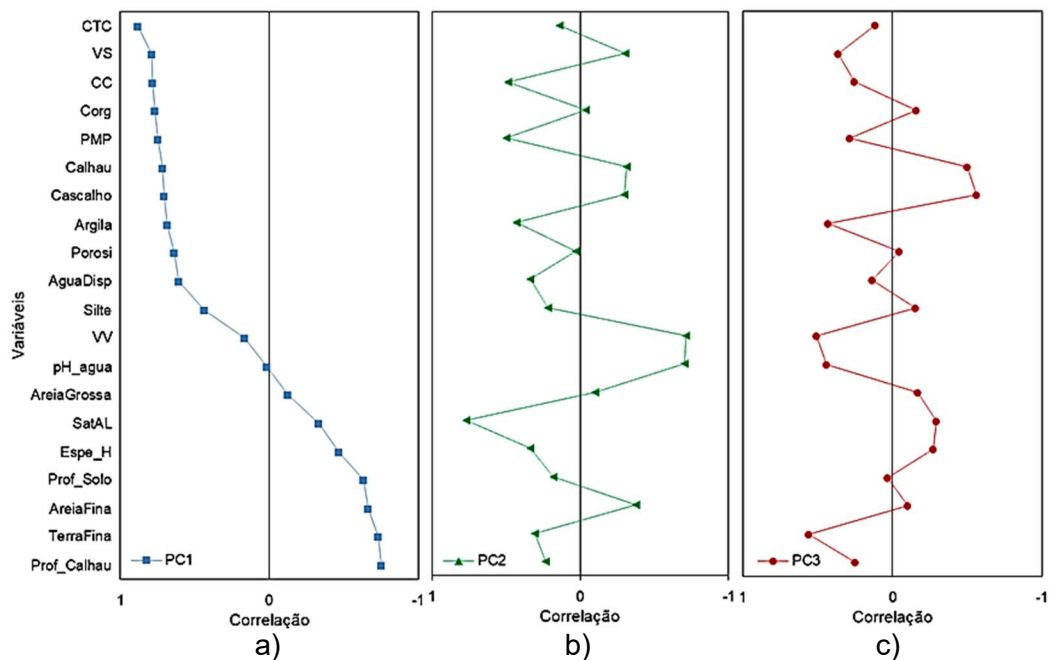 Variáveis
CTC
VS
CC
Corg
PMP
Calhau
Cascalho
Argila
Porosi
AguaDisp
Silte
VV
pH_agua
AreiaGrossa
SatAL
Espe_H
Prof_Solo
AreiaFina
TerraFina
Prof_Calhau
PC1
1 0 -1
Correlação
a)
PC2
1 0 -1
Correlação
b)
PC3
1 0 -1
Correlação
c)